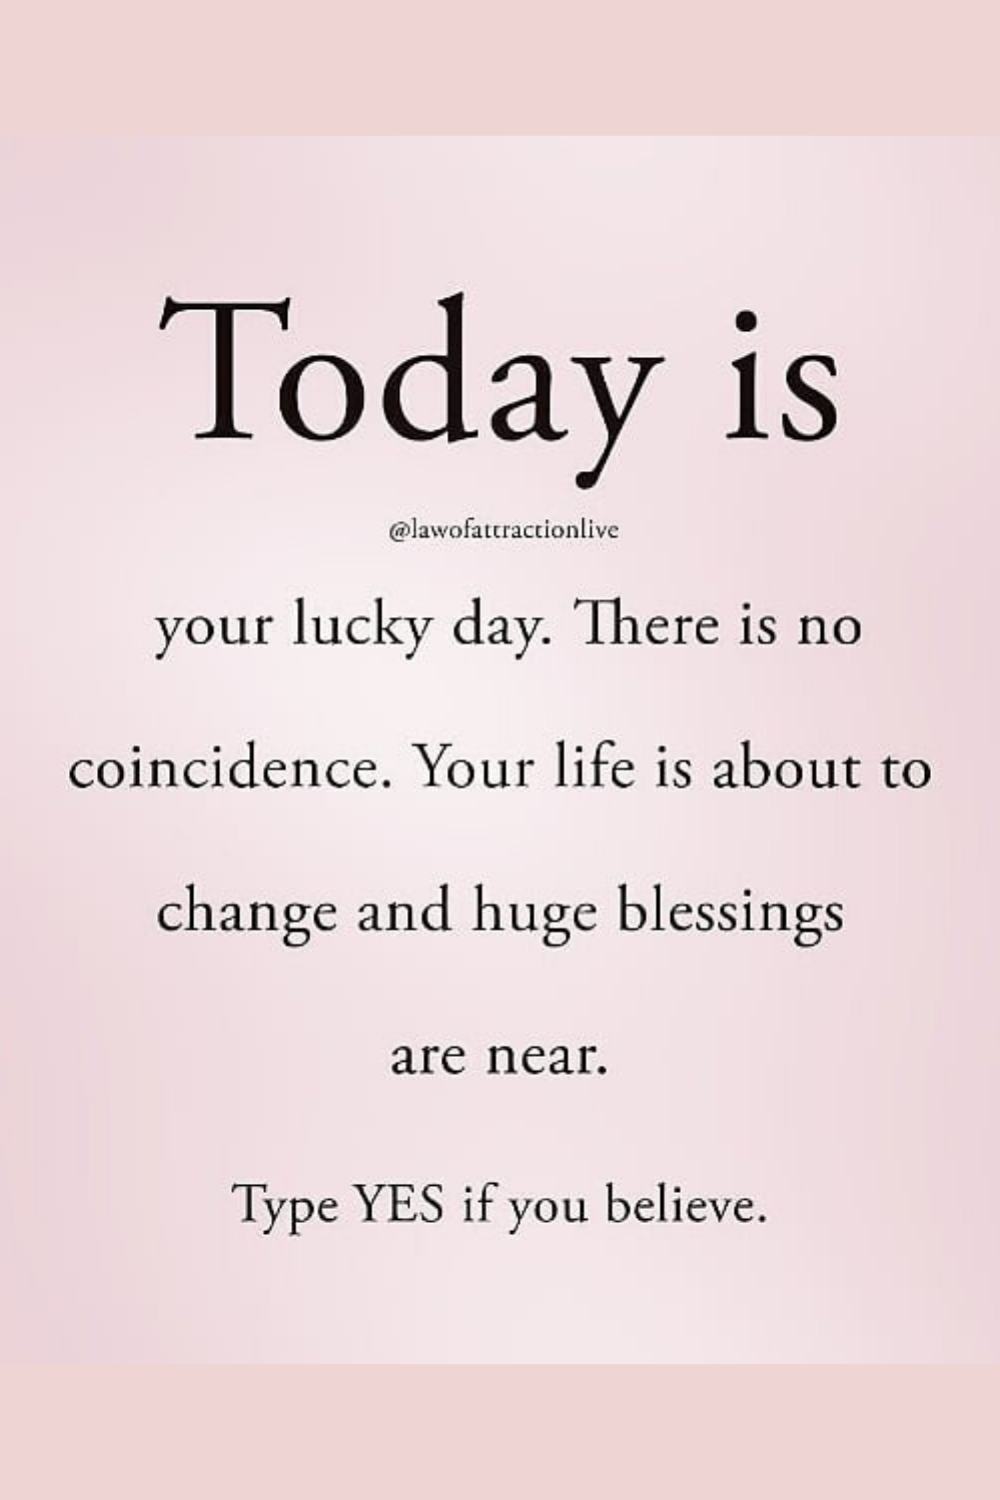 Today is
@lawofattractionlive
your lucky day. There is no
coincidence. Your life is about to
change and huge blessings
are near.
Type YES if you believe.